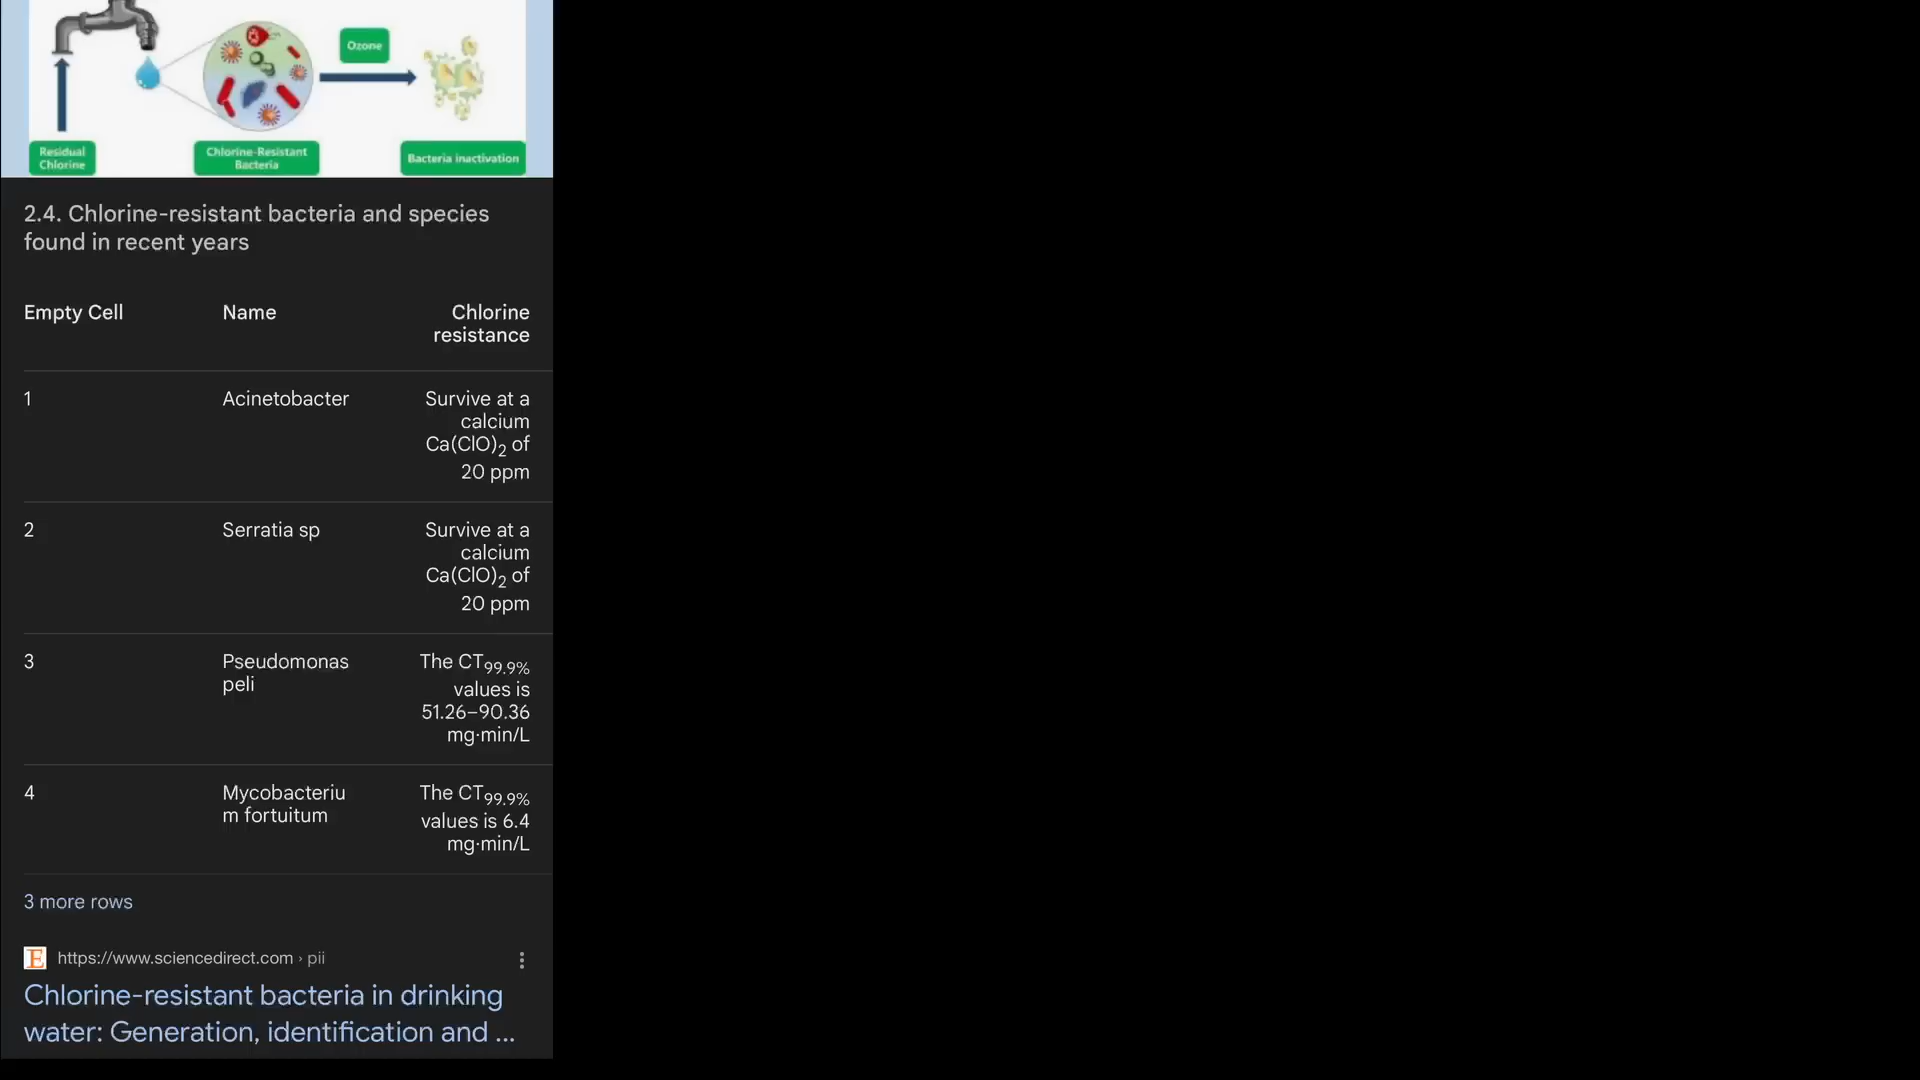 Ozone
Residual
Chlorine
Chlorine-Resistant
Bacteria
Bacteria inactivation
2.4. Chlorine-resistant bacteria and species
found in recent years
Empty Cell Name Chlorine
resistance
1 Acinetobacter Survive at a
calcium
Ca(ClO)₂ of
20 ppm
2 Serratia sp Survive at a
calcium
Ca(ClO)₂ of
20 ppm
3 Pseudomonas The CT99.9%
peli values is
51.26–90.36
mg·min/L
4 Mycobacteriu The CT99.9%
m fortuitum values is 6.4
mg·min/L
3 more rows
E https://www.sciencedirect.com › pii
Chlorine-resistant bacteria in drinking
water: Generation, identification and ...